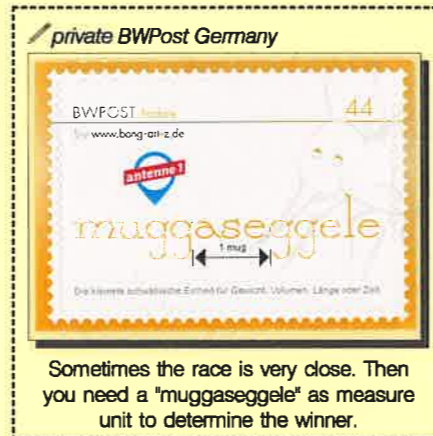 private BWPost Germany
BWPOST 44
www.bong-art-z.de
antenne 1
muggaseggele
1 mug
Die kleinste schwäbische Einheit für Gewicht, Volumen, Länge oder Zeit
Sometimes the race is very close. Then
you need a "muggaseggele" as measure
unit to determine the winner.